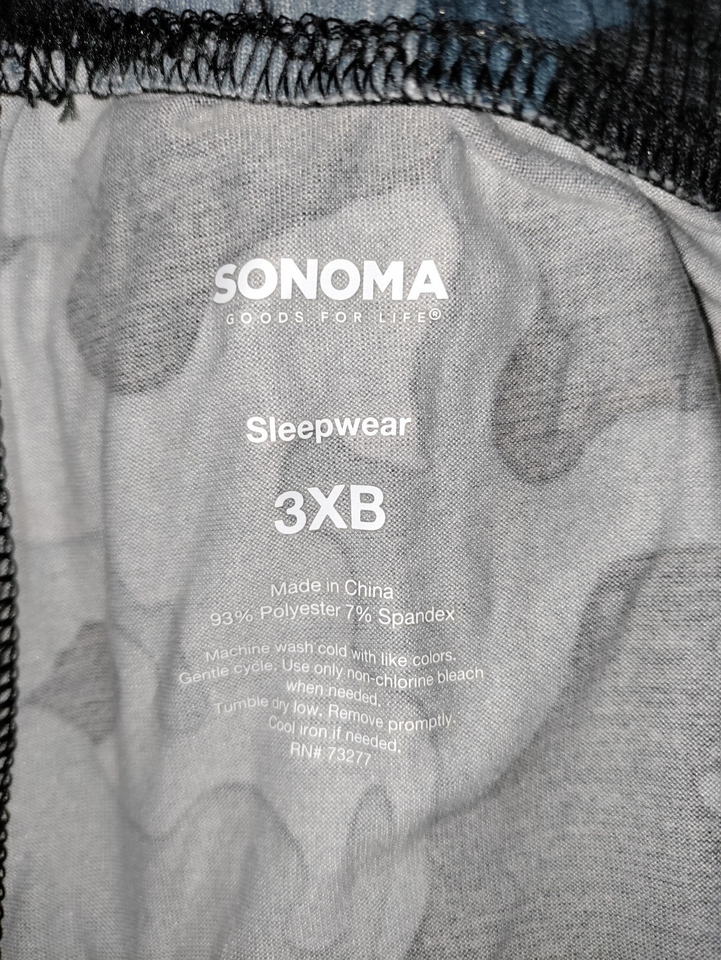 SONOMA
GOODS FOR LIFE®
Sleepwear
3XB
Made in China
93% Polyester 7% Spandex
Machine wash cold with like colors.
Gentle cycle. Use only non-chlorine bleach
when needed.
Tumble dry low. Remove promptly.
Cool iron if needed.
RN# 73277